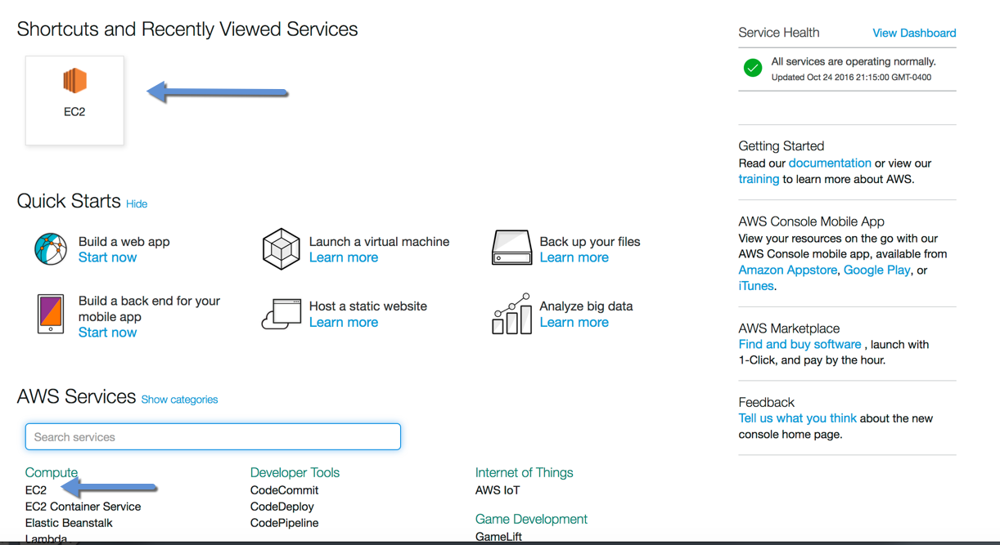 Shortcuts and Recently Viewed Services
EC2
Quick Starts Hide
Build a web app
Start now
Launch a virtual machine
Learn more
Back up your files
Learn more
Build a back end for your
mobile app
Start now
Host a static website
Learn more
Analyze big data
Learn more
AWS Services Show categories
Search services
Compute
EC2
EC2 Container Service
Elastic Beanstalk
Lambda
Developer Tools
CodeCommit
CodeDeploy
CodePipeline
Internet of Things
AWS IoT
Game Development
GameLift
Service Health View Dashboard
All services are operating normally.
Updated Oct 24 2016 21:15:00 GMT-0400
Getting Started
Read our documentation or view our
training to learn more about AWS.
AWS Console Mobile App
View your resources on the go with our
AWS Console mobile app, available from
Amazon Appstore, Google Play, or
iTunes.
AWS Marketplace
Find and buy software , launch with
1-Click, and pay by the hour.
Feedback
Tell us what you think about the new
console home page.